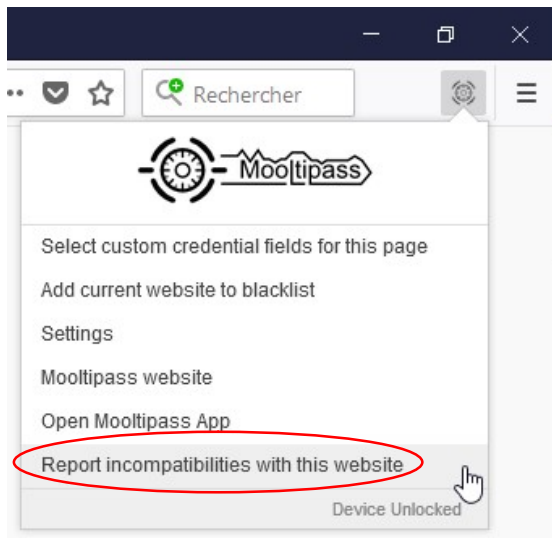 Rechercher
Mooltipass
Select custom credential fields for this page
Add current website to blacklist
Settings
Mooltipass website
Open Mooltipass App
Report incompatibilities with this website
Device Unlocked